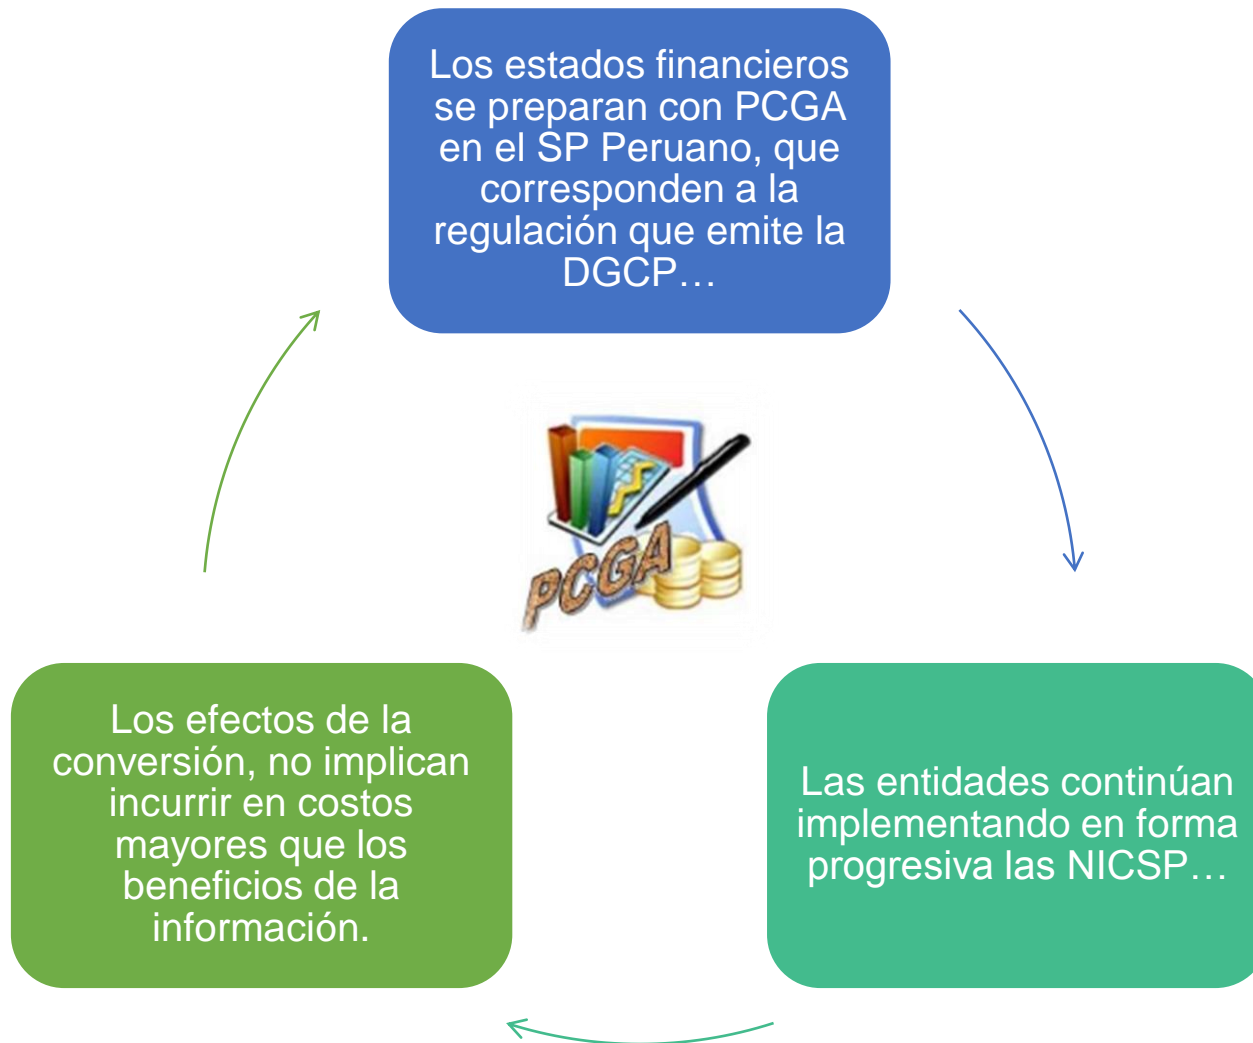 Los estados financieros
se preparan con PCGA
en el SP Peruano, que
corresponden a la
regulación que emite la
DGCP…
PCGA
Los efectos de la
conversión, no implican
incurrir en costos
mayores que los
beneficios de la
información.
Las entidades continúan
implementando en forma
progresiva las NICSP…